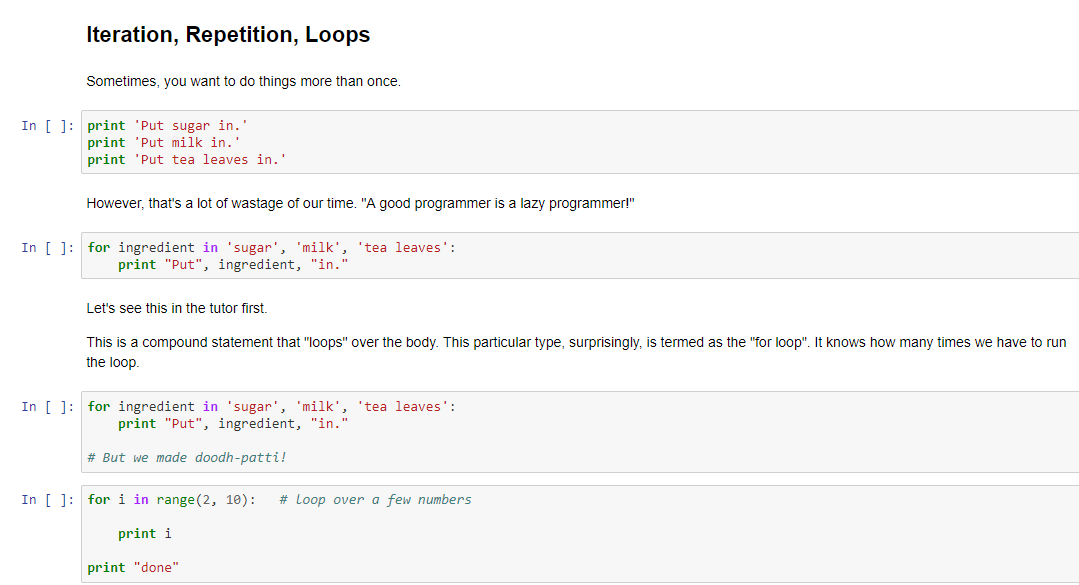 Iteration, Repetition, Loops
Sometimes, you want to do things more than once.
In [ ]: print 'Put sugar in.'
print 'Put milk in.'
print 'Put tea leaves in.'
However, that's a lot of wastage of our time. "A good programmer is a lazy programmer!"
In [ ]: for ingredient in 'sugar', 'milk', 'tea leaves':
    print "Put", ingredient, "in."
Let's see this in the tutor first.
This is a compound statement that "loops" over the body. This particular type, surprisingly, is termed as the "for loop". It knows how many times we have to run
the loop.
In [ ]: for ingredient in 'sugar', 'milk', 'tea leaves':
    print "Put", ingredient, "in."
# But we made doodh-patti!
In [ ]: for i in range(2, 10):   # loop over a few numbers
    print i
print "done"